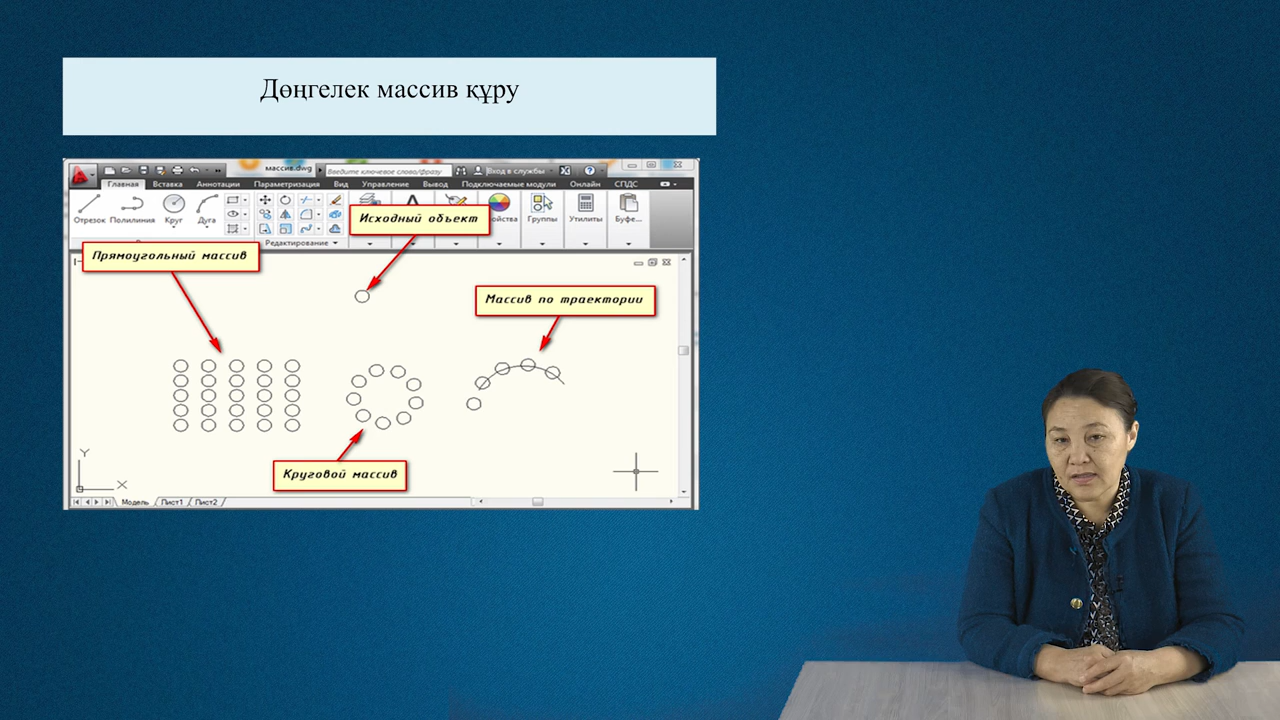 Дөңгелек массив құру
массив.dwg
Введите ключевое слово/фразу
Вход в службы
Главная Вставка Аннотации Параметризация Вид Управление Вывод Подключаемые модули Онлайн СПДС
Отрезок Полилиния Круг Дуга
Группы Утилиты Буфе...
Редактирование
Исходный объект
Прямоугольный массив
Массив по траектории
Круговой массив
Y
X
Модель Лист1 Лист2